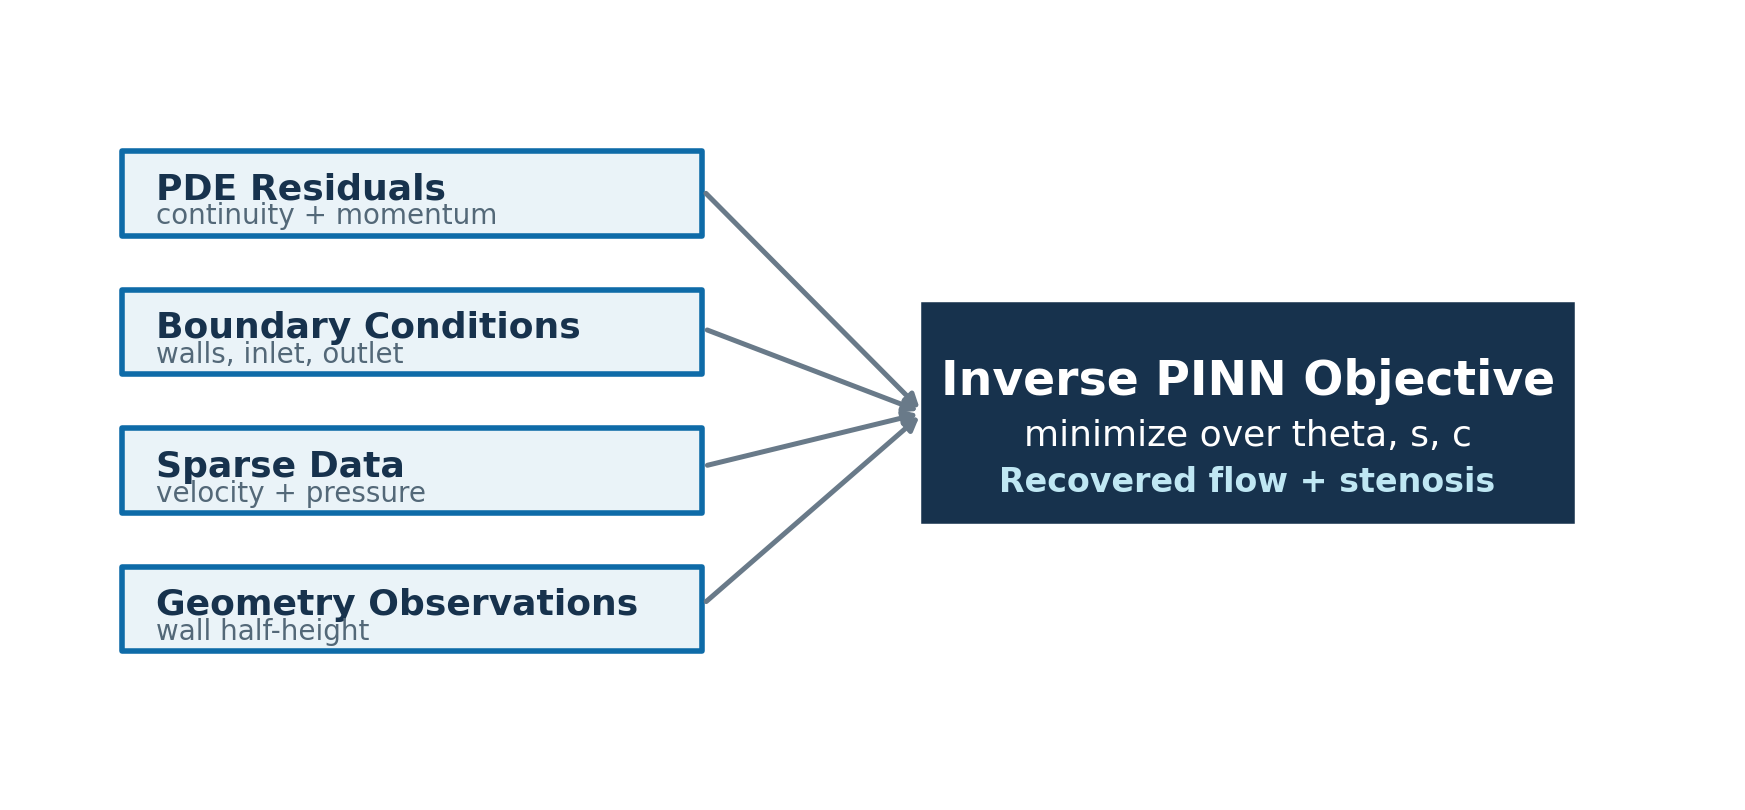 PDE Residuals
continuity + momentum
Boundary Conditions
walls, inlet, outlet
Sparse Data
velocity + pressure
Geometry Observations
wall half-height
Inverse PINN Objective
minimize over theta, s, c
Recovered flow + stenosis